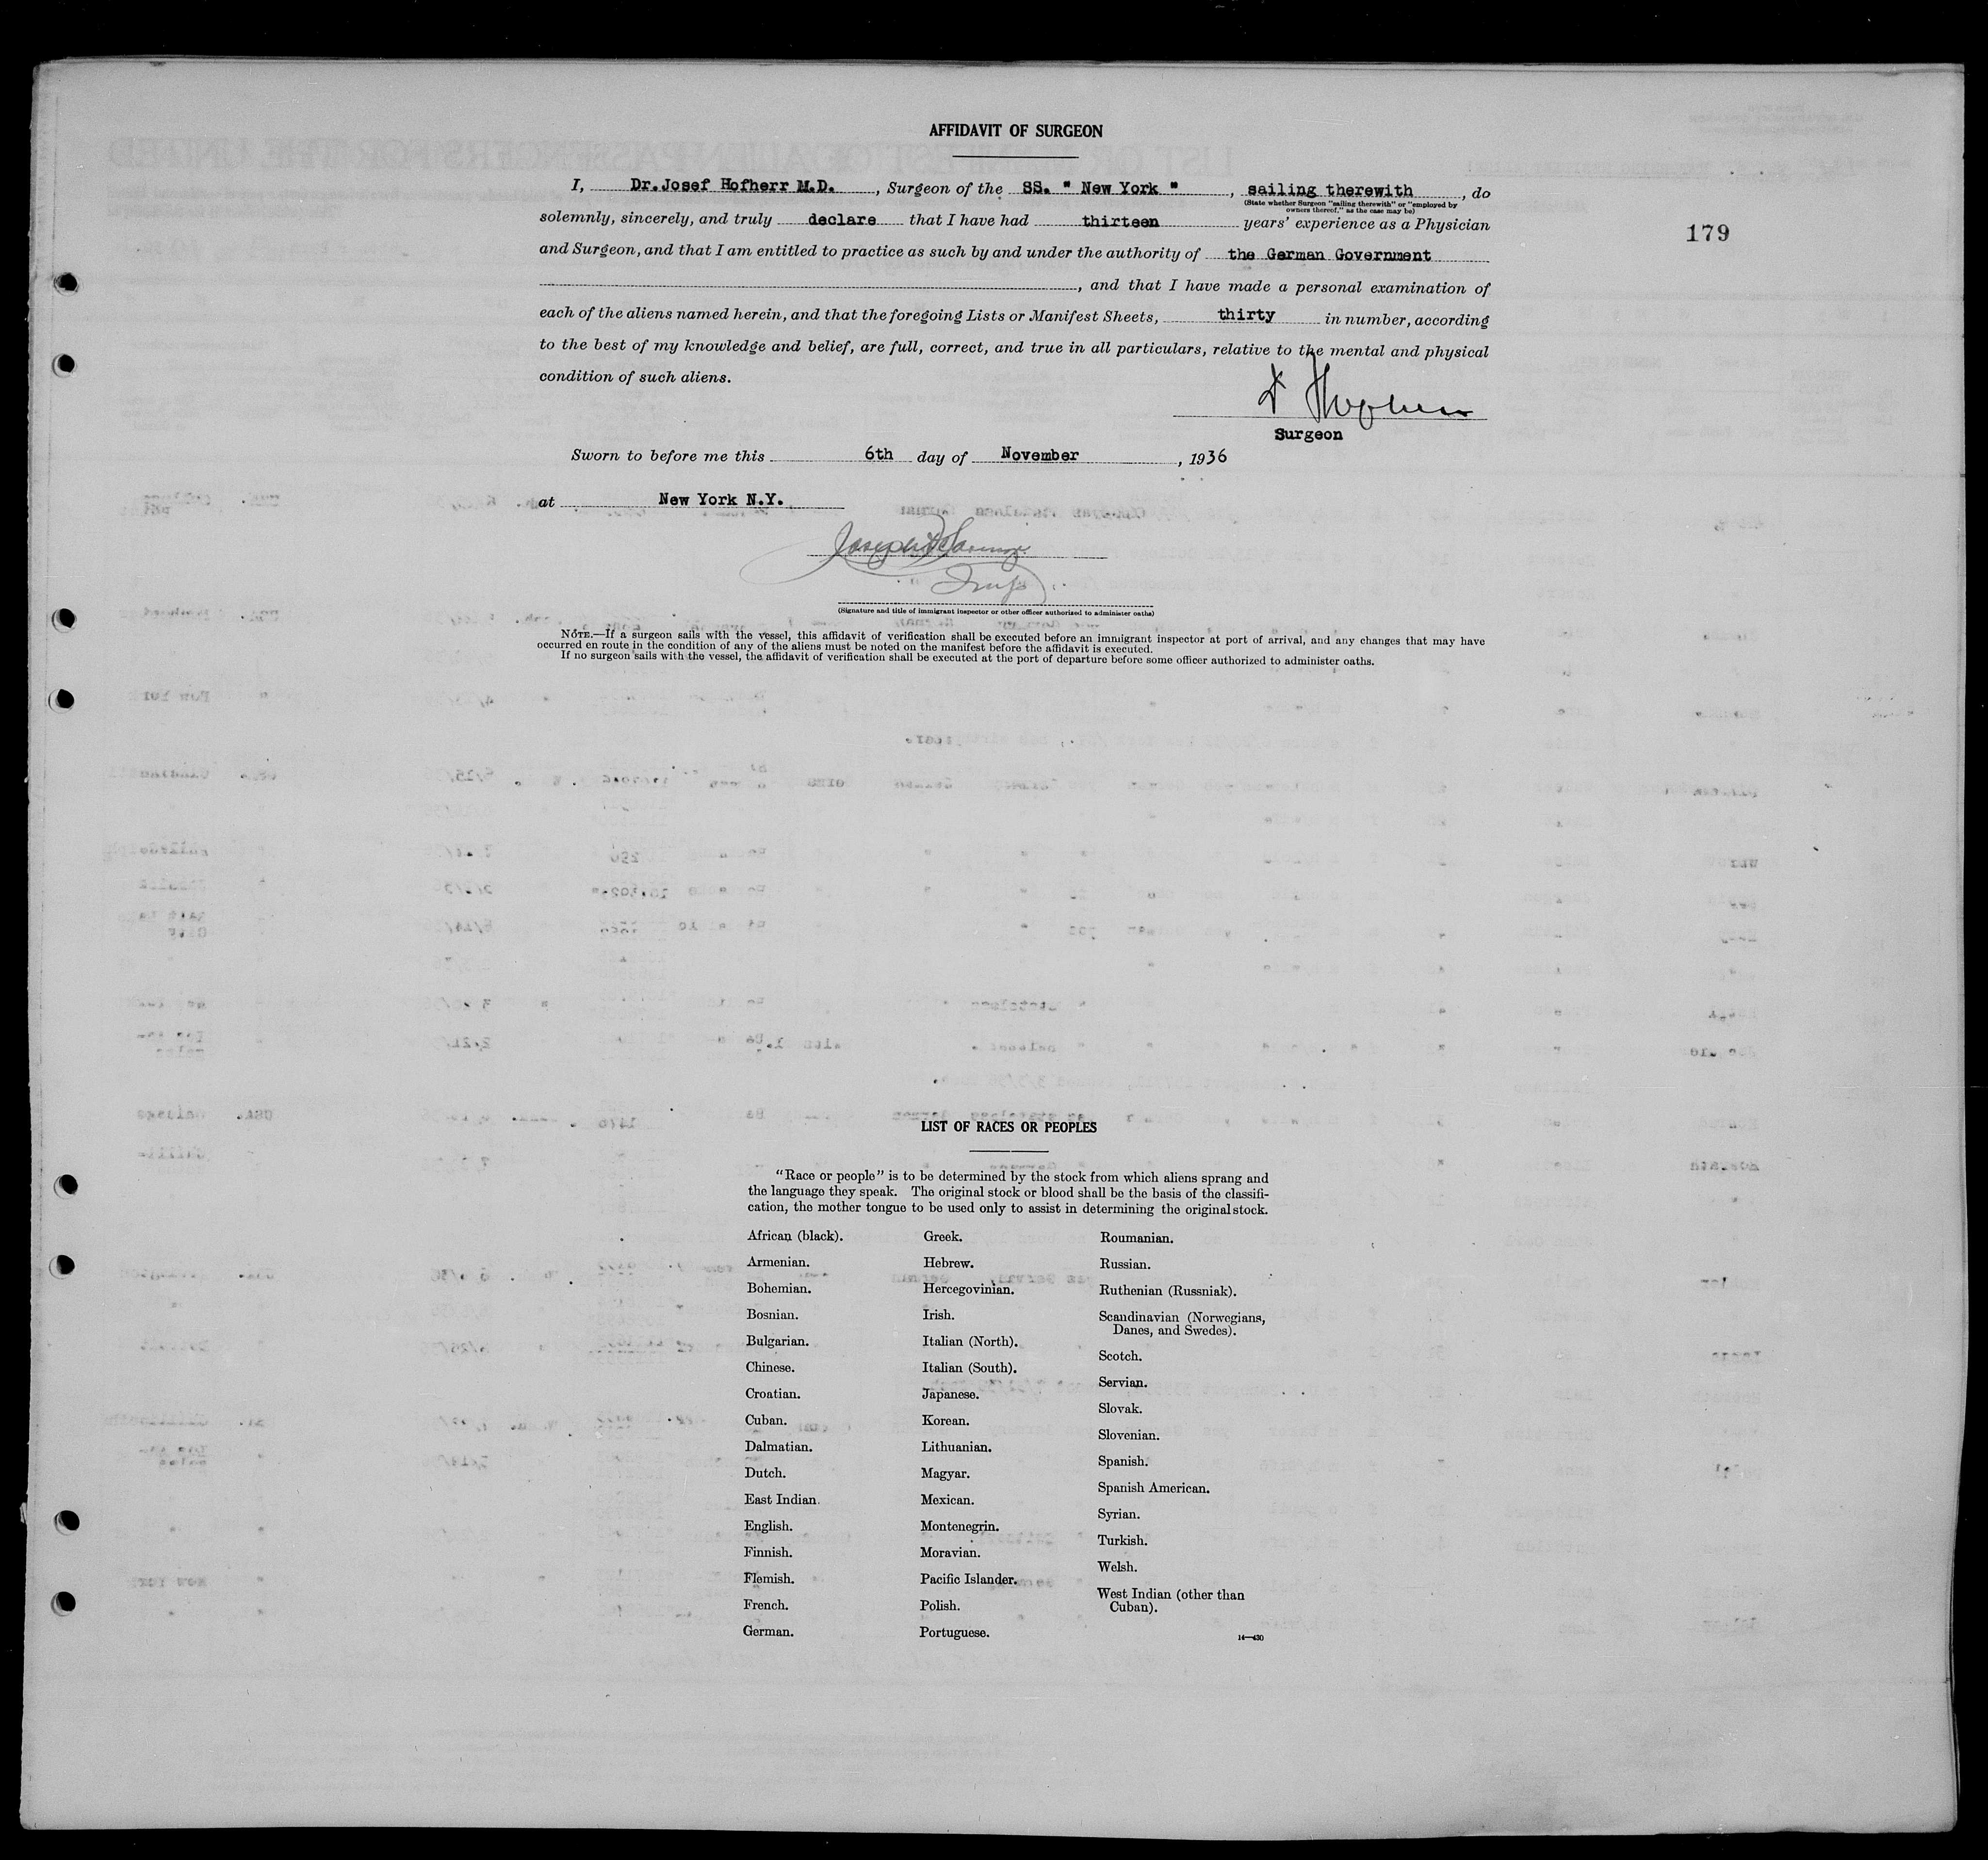 AFFIDAVIT OF SURGEON
I, Dr.Josef Hofherr M.D. , Surgeon of the SS. " New York " , sailing therewith , do
(State whether Surgeon "sailing therewith" or "employed by
owners thereof," as the case may be)
solemnly, sincerely, and truly declare that I have had thirteen years' experience as a Physician
179
and Surgeon, and that I am entitled to practice as such by and under the authority of the German Government
, and that I have made a personal examination of
each of the aliens named herein, and that the foregoing Lists or Manifest Sheets, thirty in number, according
to the best of my knowledge and belief, are full, correct, and true in all particulars, relative to the mental and physical
condition of such aliens.
Surgeon
Sworn to before me this 6th day of November , 1936
at New York N.Y.
(Signature and title of immigrant inspector or other officer authorized to administer oaths)
NOTE.—If a surgeon sails with the vessel, this affidavit of verification shall be executed before an immigrant inspector at port of arrival, and any changes that may have
occurred en route in the condition of any of the aliens must be noted on the manifest before the affidavit is executed.
If no surgeon sails with the vessel, the affidavit of verification shall be executed at the port of departure before some officer authorized to administer oaths.
LIST OF RACES OR PEOPLES
"Race or people" is to be determined by the stock from which aliens sprang and
the language they speak. The original stock or blood shall be the basis of the classifi-
cation, the mother tongue to be used only to assist in determining the original stock.
African (black).
Armenian.
Bohemian.
Bosnian.
Bulgarian.
Chinese.
Croatian.
Cuban.
Dalmatian.
Dutch.
East Indian.
English.
Finnish.
Flemish.
French.
German.
Greek.
Hebrew.
Hercegovinian.
Irish.
Italian (North).
Italian (South).
Japanese.
Korean.
Lithuanian.
Magyar.
Mexican.
Montenegrin.
Moravian.
Pacific Islander.
Polish.
Portuguese.
Roumanian.
Russian.
Ruthenian (Russniak).
Scandinavian (Norwegians,
Danes, and Swedes).
Scotch.
Servian.
Slovak.
Slovenian.
Spanish.
Spanish American.
Syrian.
Turkish.
Welsh.
West Indian (other than
Cuban).
14—430